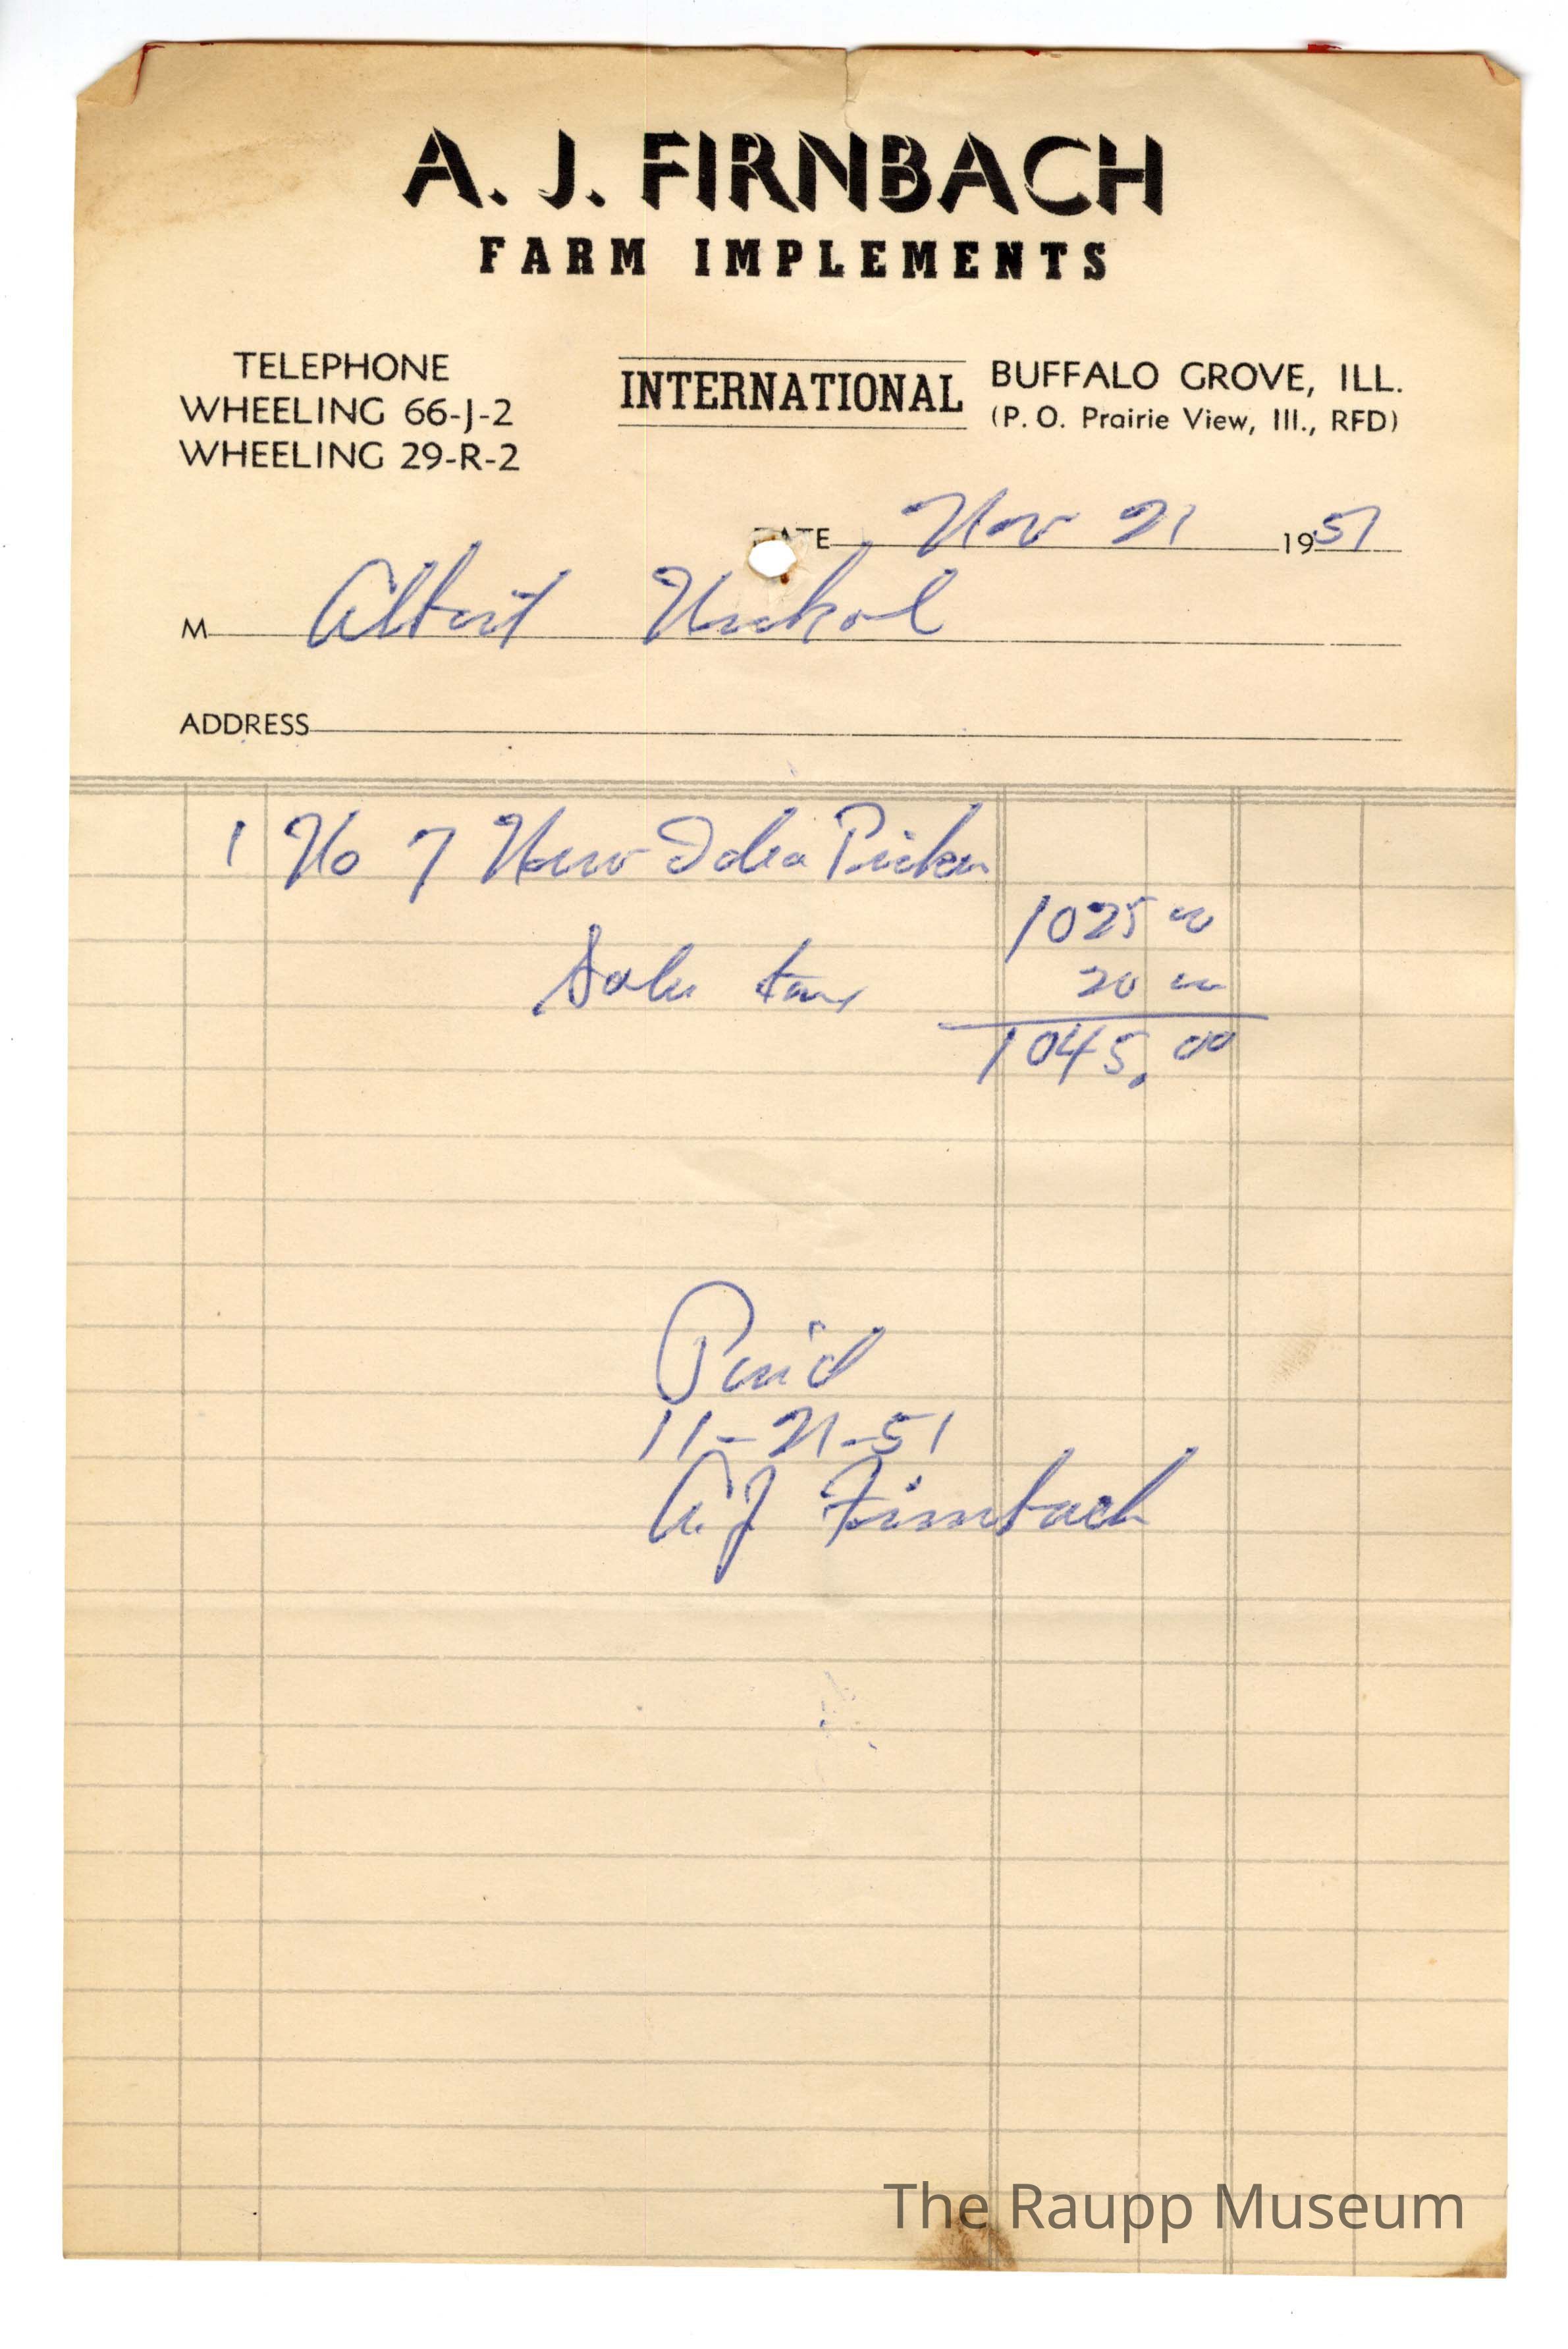 A. J. FIRNBACH
FARM IMPLEMENTS
TELEPHONE
WHEELING 66-J-2
WHEELING 29-R-2
INTERNATIONAL
BUFFALO GROVE, ILL.
(P. O. Prairie View, Ill., RFD)
DATE Nov 21 1951
M Albert
ADDRESS
1 No 7 New Idea Picker
1025 00
Sales tax 20 00
1045.00
Paid
11-21-51
A.J Firnbach
The Raupp Museum